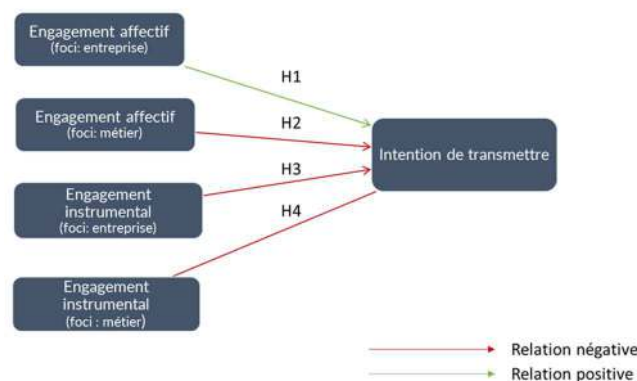 Engagement affectif
(foci: entreprise)
H1
Engagement affectif
(foci: métier)
H2
Intention de transmettre
Engagement
instrumental
(foci: entreprise)
H3
H4
Engagement
instrumental
(foci : métier)
Relation négative
Relation positive